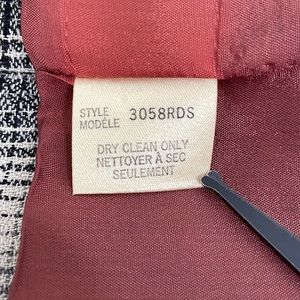 STYLE
MODÈLE 3058RDS
DRY CLEAN ONLY
NETTOYER À SEC
SEULEMENT